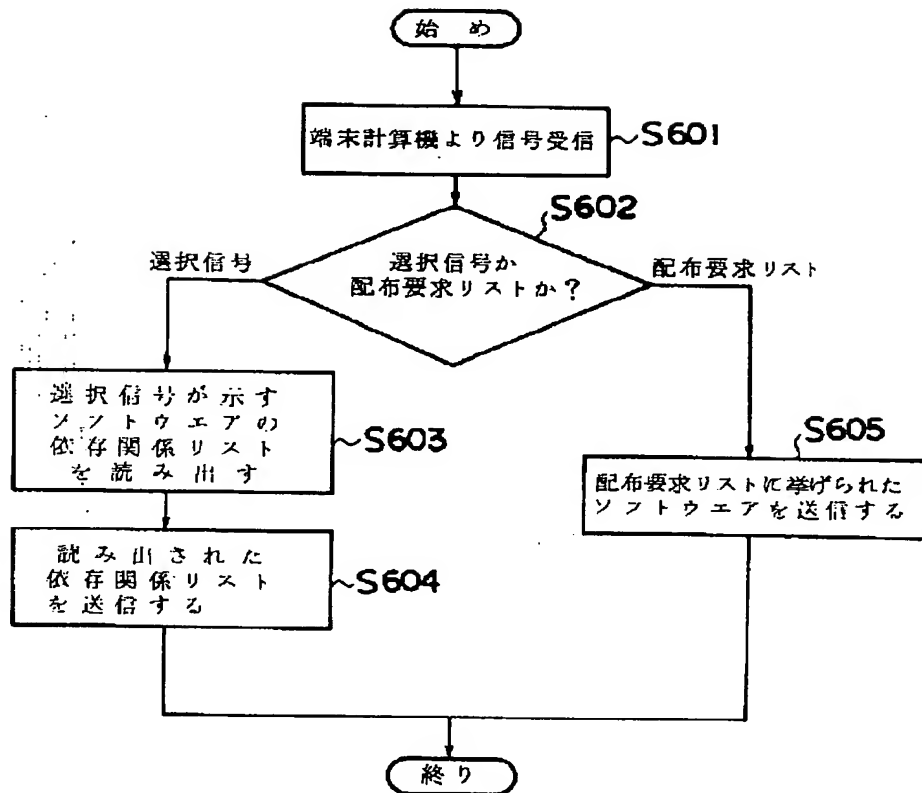 始め
端末計算機より信号受信
S601
S602
選択信号か
配布要求リストか?
選択信号
配布要求リスト
選択信号が示す
ソフトウエアの
依存関係リスト
を読み出す
S603
読み出された
依存関係リスト
を送信する
S604
S605
配布要求リストに挙げられた
ソフトウエアを送信する
終り